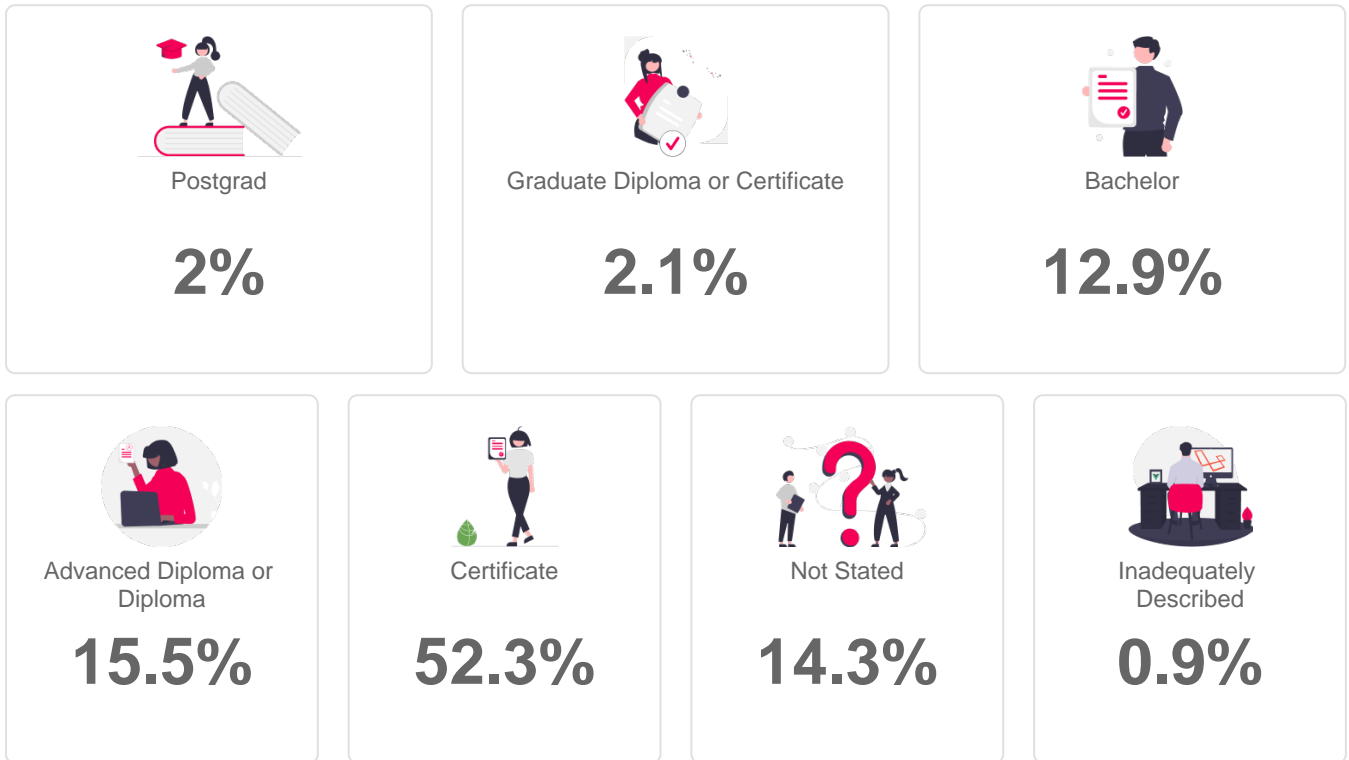 Postgrad
2%
Graduate Diploma or Certificate
2.1%
Bachelor
12.9%
Advanced Diploma or
Diploma
15.5%
Certificate
52.3%
Not Stated
14.3%
Inadequately
Described
0.9%